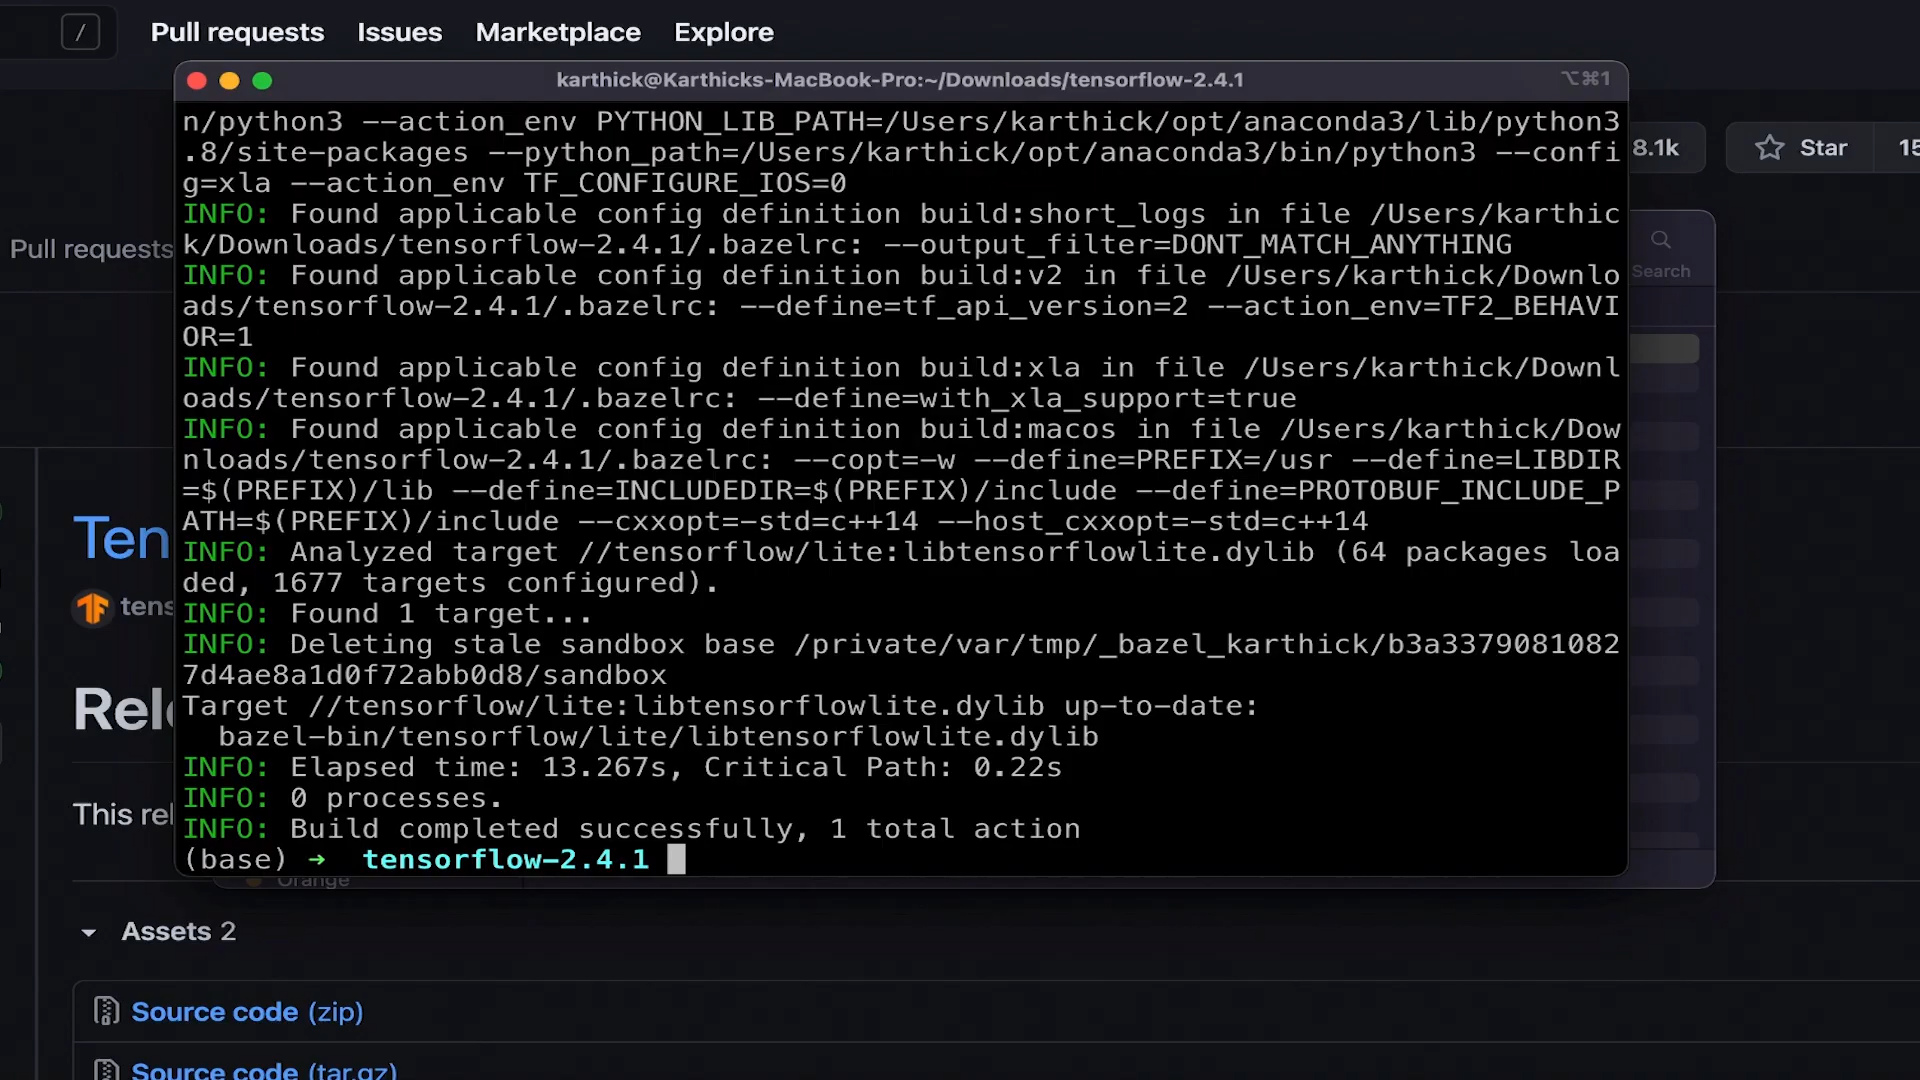 / Pull requests Issues Marketplace Explore
karthick@Karthicks-MacBook-Pro:~/Downloads/tensorflow-2.4.1 ⌥⌘1
n/python3 --action_env PYTHON_LIB_PATH=/Users/karthick/opt/anaconda3/lib/python3
.8/site-packages --python_path=/Users/karthick/opt/anaconda3/bin/python3 --confi
g=xla --action_env TF_CONFIGURE_IOS=0
INFO: Found applicable config definition build:short_logs in file /Users/karthic
k/Downloads/tensorflow-2.4.1/.bazelrc: --output_filter=DONT_MATCH_ANYTHING
INFO: Found applicable config definition build:v2 in file /Users/karthick/Downlo
ads/tensorflow-2.4.1/.bazelrc: --define=tf_api_version=2 --action_env=TF2_BEHAVI
OR=1
INFO: Found applicable config definition build:xla in file /Users/karthick/Downl
oads/tensorflow-2.4.1/.bazelrc: --define=with_xla_support=true
INFO: Found applicable config definition build:macos in file /Users/karthick/Dow
nloads/tensorflow-2.4.1/.bazelrc: --copt=-w --define=PREFIX=/usr --define=LIBDIR
=$(PREFIX)/lib --define=INCLUDEDIR=$(PREFIX)/include --define=PROTOBUF_INCLUDE_P
ATH=$(PREFIX)/include --cxxopt=-std=c++14 --host_cxxopt=-std=c++14
INFO: Analyzed target //tensorflow/lite:libtensorflowlite.dylib (64 packages loa
ded, 1677 targets configured).
INFO: Found 1 target...
INFO: Deleting stale sandbox base /private/var/tmp/_bazel_karthick/b3a3379081082
7d4ae8a1d0f72abb0d8/sandbox
Target //tensorflow/lite:libtensorflowlite.dylib up-to-date:
  bazel-bin/tensorflow/lite/libtensorflowlite.dylib
INFO: Elapsed time: 13.267s, Critical Path: 0.22s
INFO: 0 processes.
INFO: Build completed successfully, 1 total action
(base) ➜ tensorflow-2.4.1
8.1k Star 15
Pull requests
Search
Ten
tens
Rel
This rel
Orange
Assets 2
Source code (zip)
Source code (tar.gz)